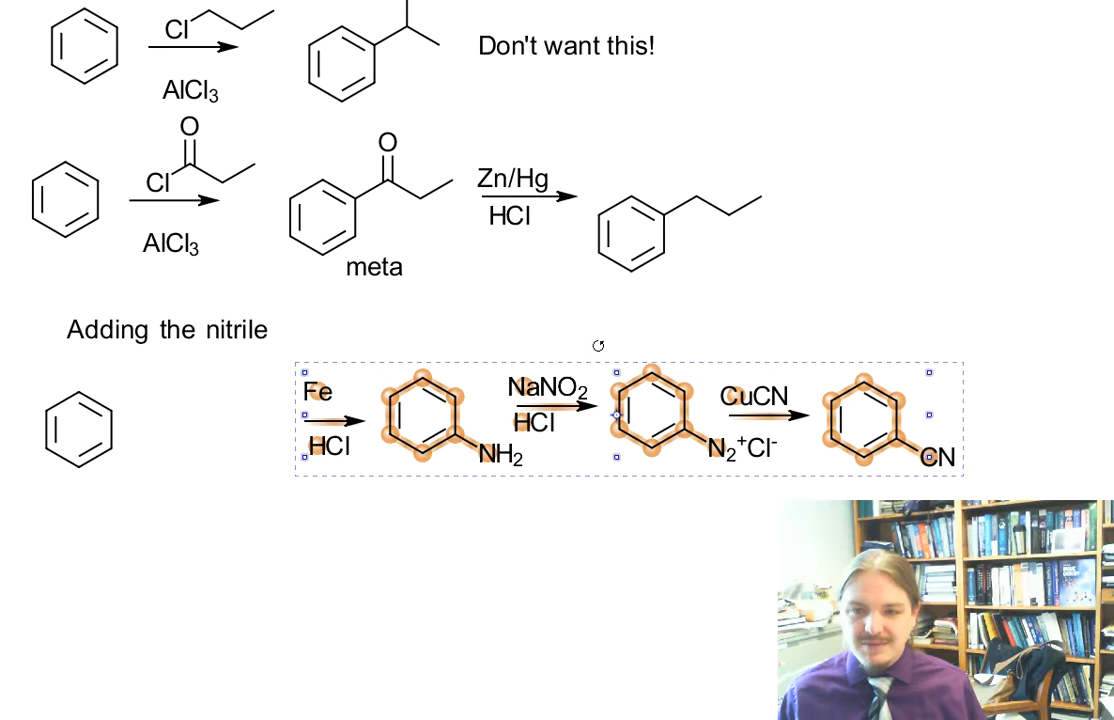 Cl
AlCl3
Don't want this!
O
Cl
AlCl3
O
meta
Zn/Hg
HCl
Adding the nitrile
Fe
HCl
NH2
NaNO2
HCl
N2+Cl-
CuCN
CN